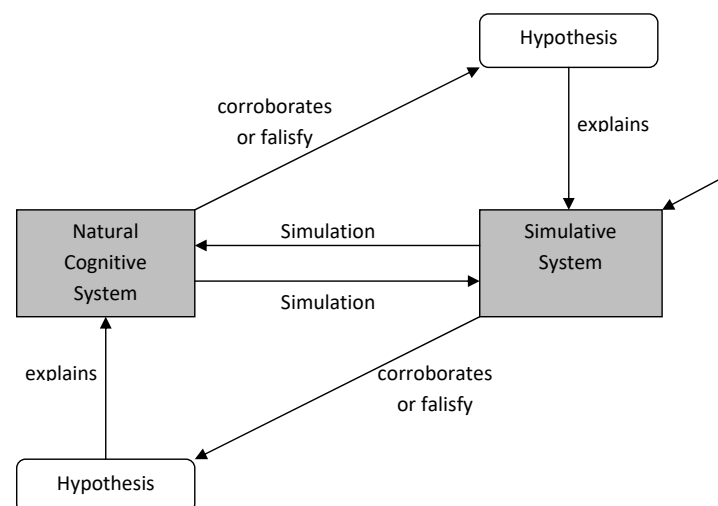 Hypothesis
corroborates
or falisfy
explains
Natural
Cognitive
System
Simulation
Simulative
System
Simulation
explains
corroborates
or falisfy
Hypothesis